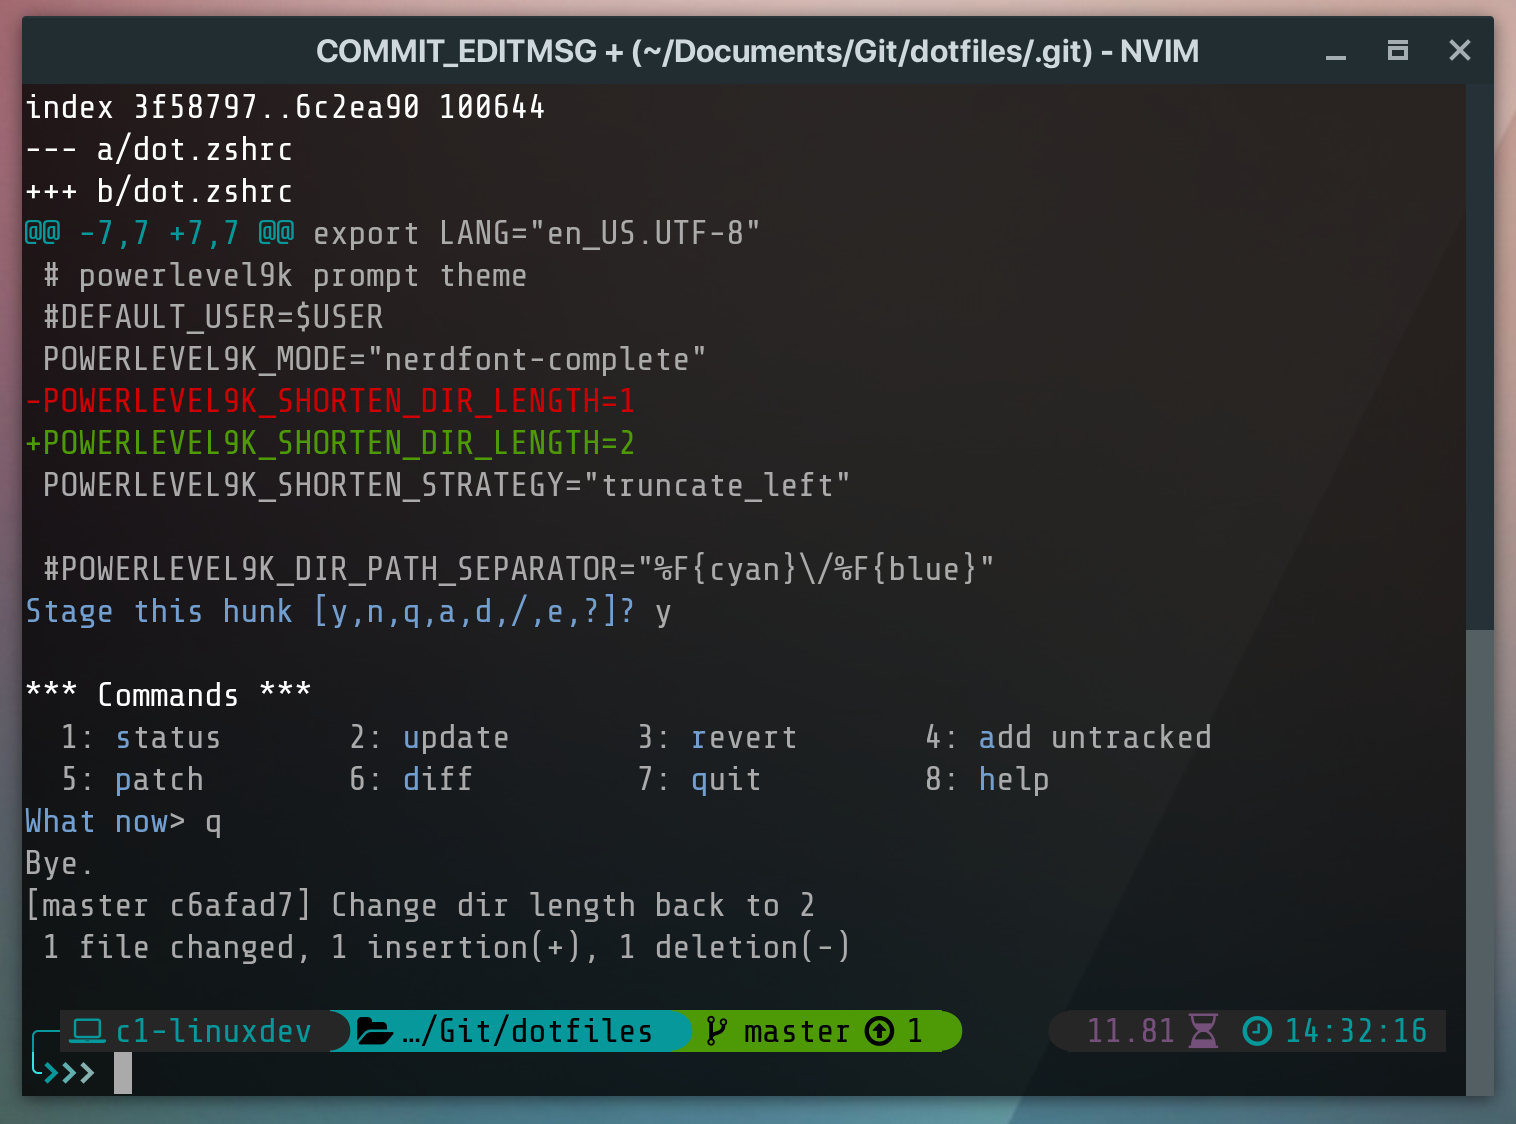 COMMIT_EDITMSG + (~/Documents/Git/dotfiles/.git) - NVIM
index 3f58797..6c2ea90 100644
--- a/dot.zshrc
+++ b/dot.zshrc
@@ -7,7 +7,7 @@ export LANG="en_US.UTF-8"
 # powerlevel9k prompt theme
 #DEFAULT_USER=$USER
 POWERLEVEL9K_MODE="nerdfont-complete"
-POWERLEVEL9K_SHORTEN_DIR_LENGTH=1
+POWERLEVEL9K_SHORTEN_DIR_LENGTH=2
 POWERLEVEL9K_SHORTEN_STRATEGY="truncate_left"

 #POWERLEVEL9K_DIR_PATH_SEPARATOR="%F{cyan}\/%F{blue}"
Stage this hunk [y,n,q,a,d,/,e,?]? y

*** Commands ***
  1: status       2: update       3: revert       4: add untracked
  5: patch        6: diff         7: quit         8: help
What now> q
Bye.
[master c6afad7] Change dir length back to 2
 1 file changed, 1 insertion(+), 1 deletion(-)

c1-linuxdev …/Git/dotfiles master 1 11.81 14:32:16
❯❯❯